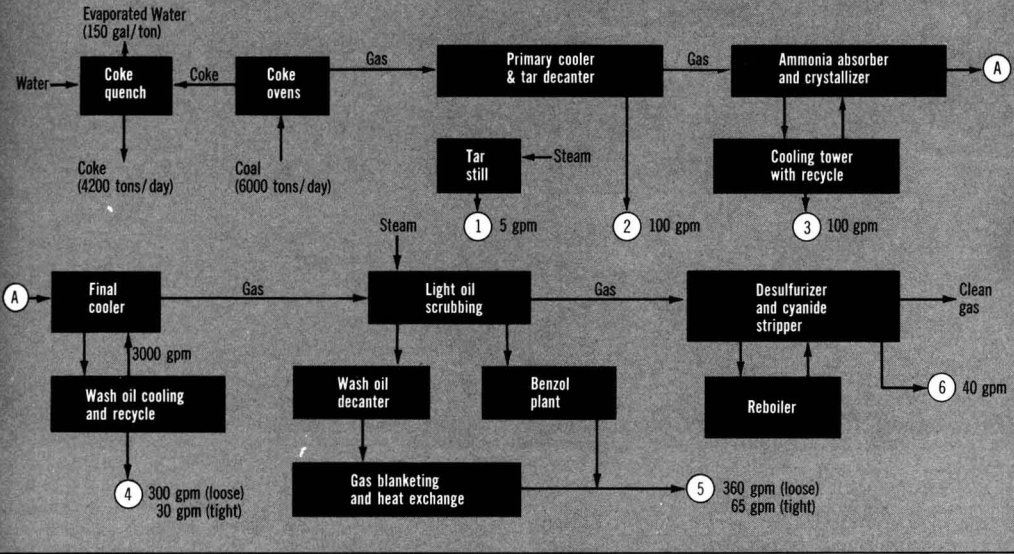 Evaporated Water
(150 gal/ton)
Water
Coke
quench
Coke
Coke
ovens
Gas
Primary cooler
& tar decanter
Gas
Ammonia absorber
and crystallizer
A
Coke
(4200 tons/day)
Coal
(6000 tons/day)
Tar
still
Steam
Cooling tower
with recycle
1 5 gpm
2 100 gpm
3 100 gpm
A
Final
cooler
Gas
Steam
Light oil
scrubbing
Gas
Desulfurizer
and cyanide
stripper
Clean
gas
3000 gpm
Wash oil cooling
and recycle
Wash oil
decanter
Benzol
plant
Reboiler
6 40 gpm
Gas blanketing
and heat exchange
4 300 gpm (loose)
30 gpm (tight)
5 360 gpm (loose)
65 gpm (tight)